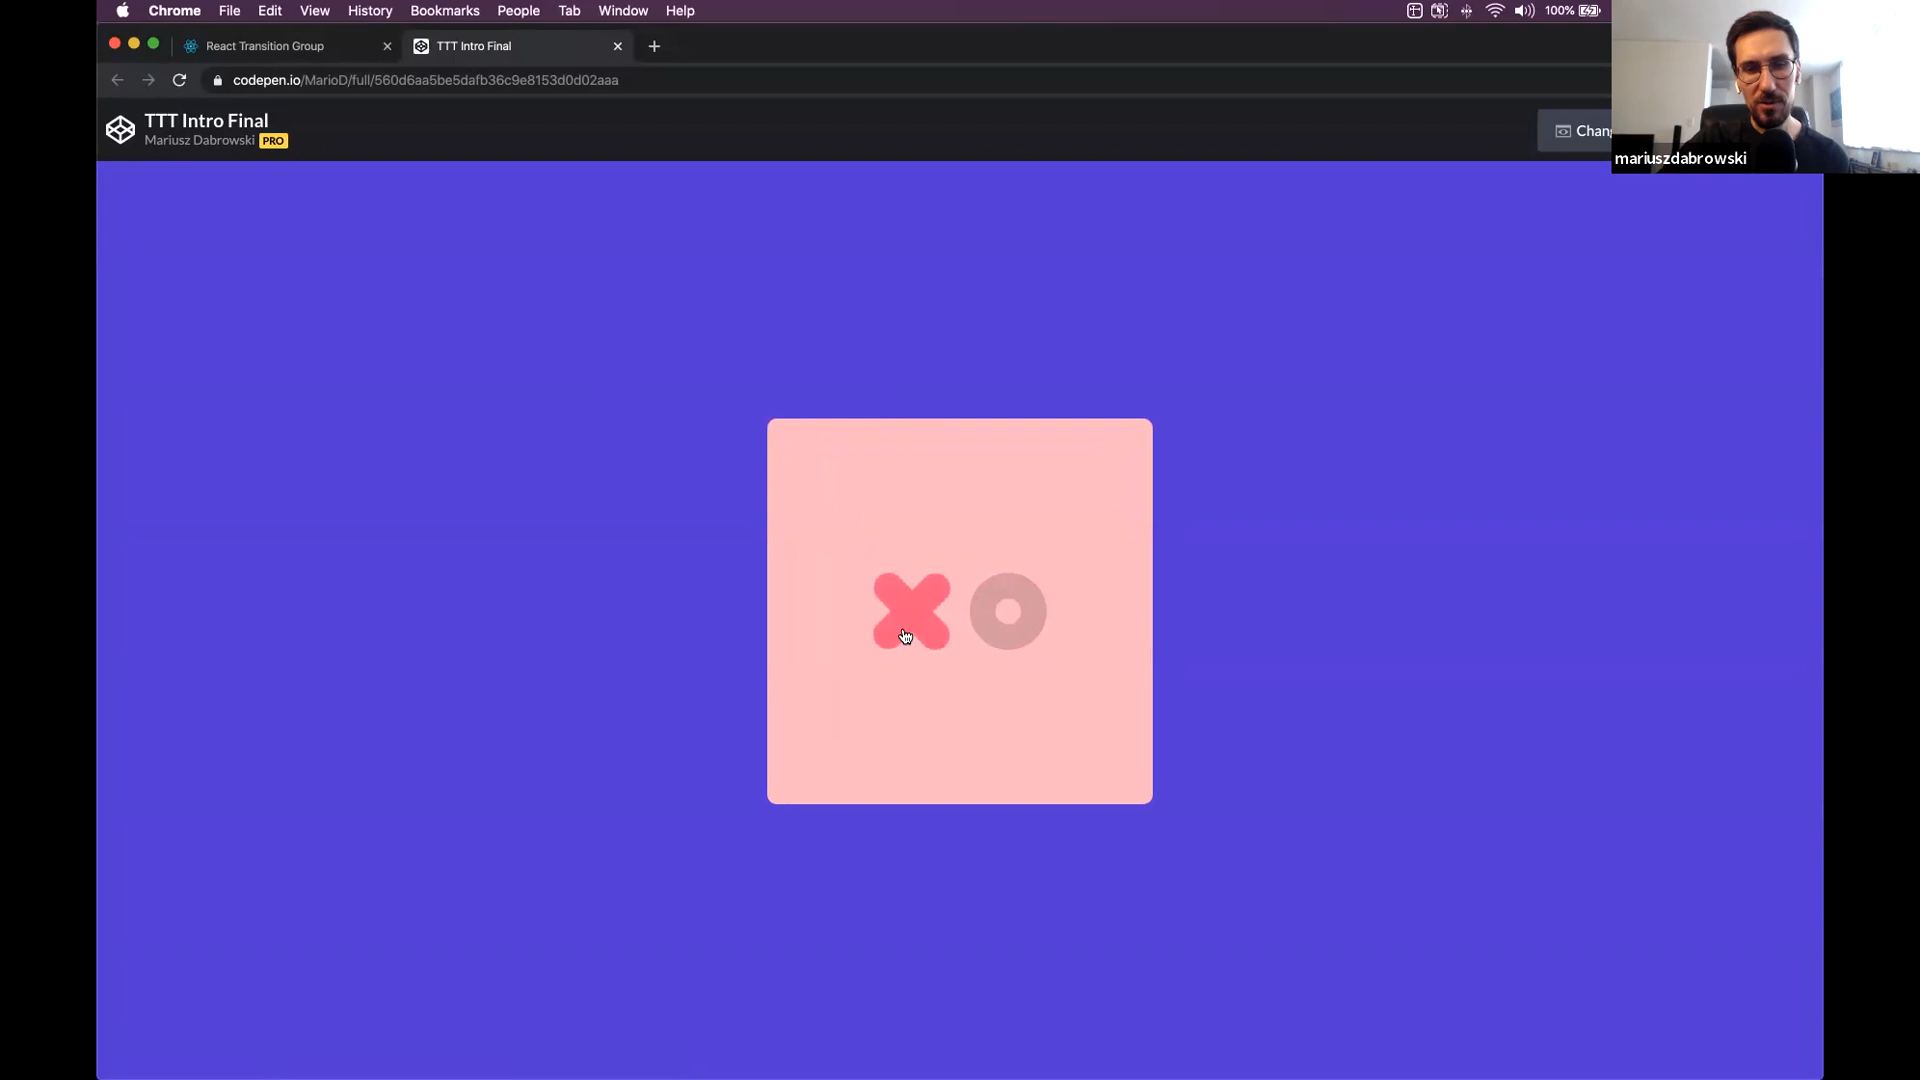 Chrome File Edit View History Bookmarks People Tab Window Help 100%
React Transition Group TTT Intro Final
codepen.io/MarioD/full/560d6aa5be5dafb36c9e8153d0d02aaa
TTT Intro Final
Mariusz Dabrowski PRO
Chang
mariuszdabrowski